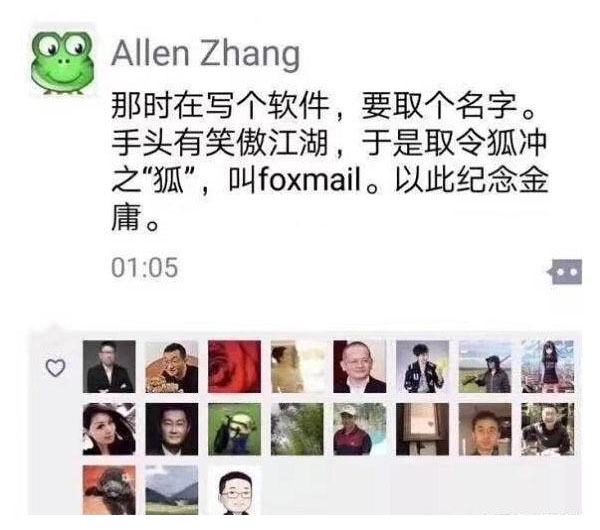 Allen Zhang
那时在写个软件，要取个名字。
手头有笑傲江湖，于是取令狐冲
之“狐”，叫foxmail。以此纪念金
庸。
01:05